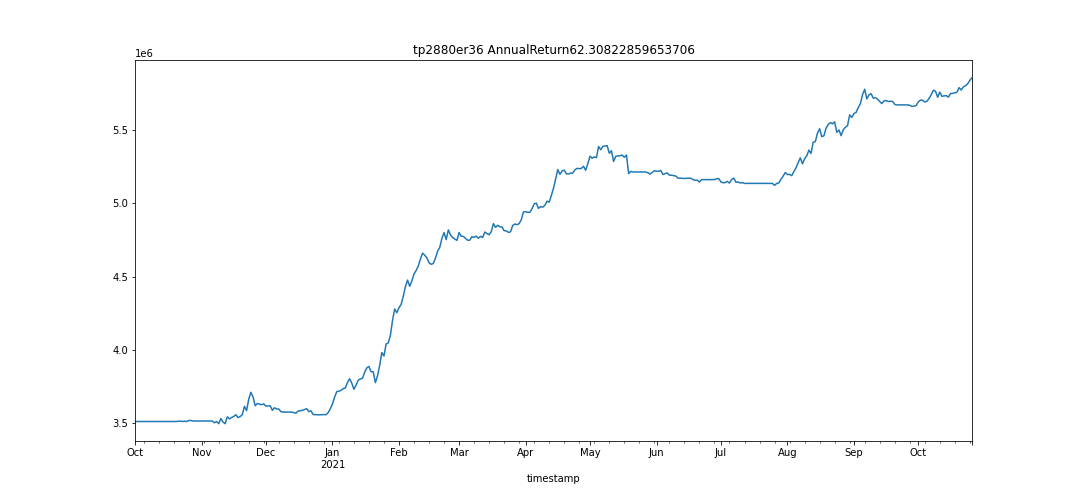 tp2880er36 AnnualReturn62.30822859653706
1e6
5.5
5.0
4.5
4.0
3.5
Oct Nov Dec Jan Feb Mar Apr May Jun Jul Aug Sep Oct
2021
timestamp